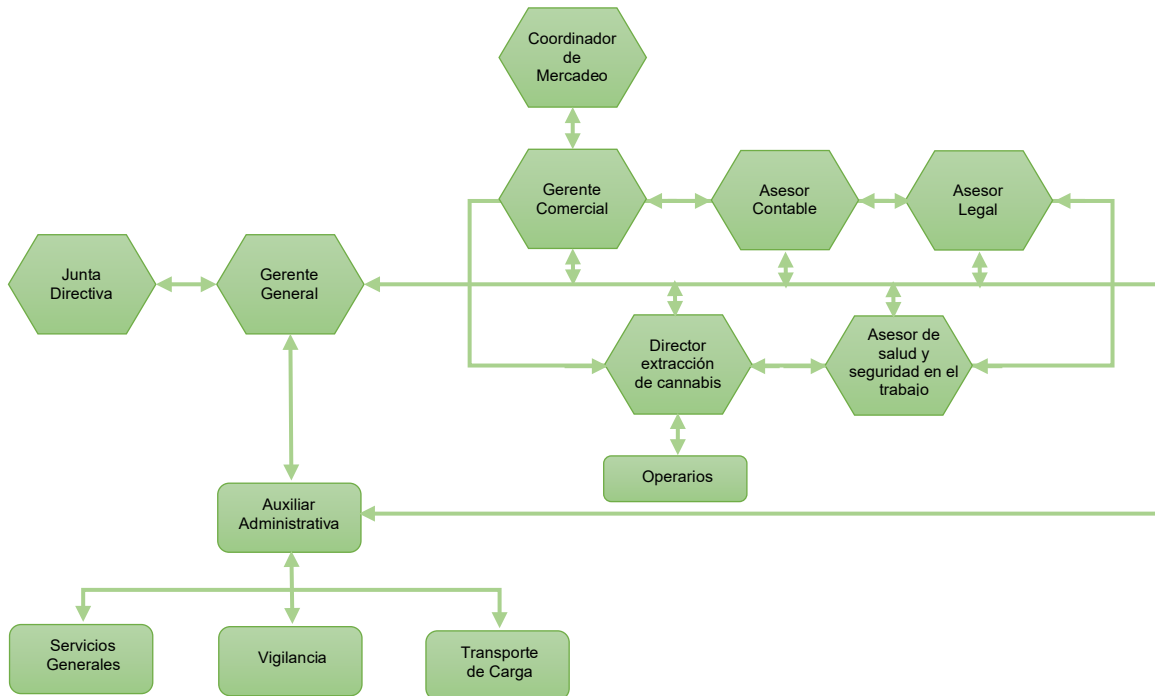 Coordinador
de
Mercadeo
Gerente
Comercial
Asesor
Contable
Asesor
Legal
Junta
Directiva
Gerente
General
Director
extracción
de cannabis
Asesor de
salud y
seguridad en el
trabajo
Operarios
Auxiliar
Administrativa
Servicios
Generales
Vigilancia
Transporte
de Carga